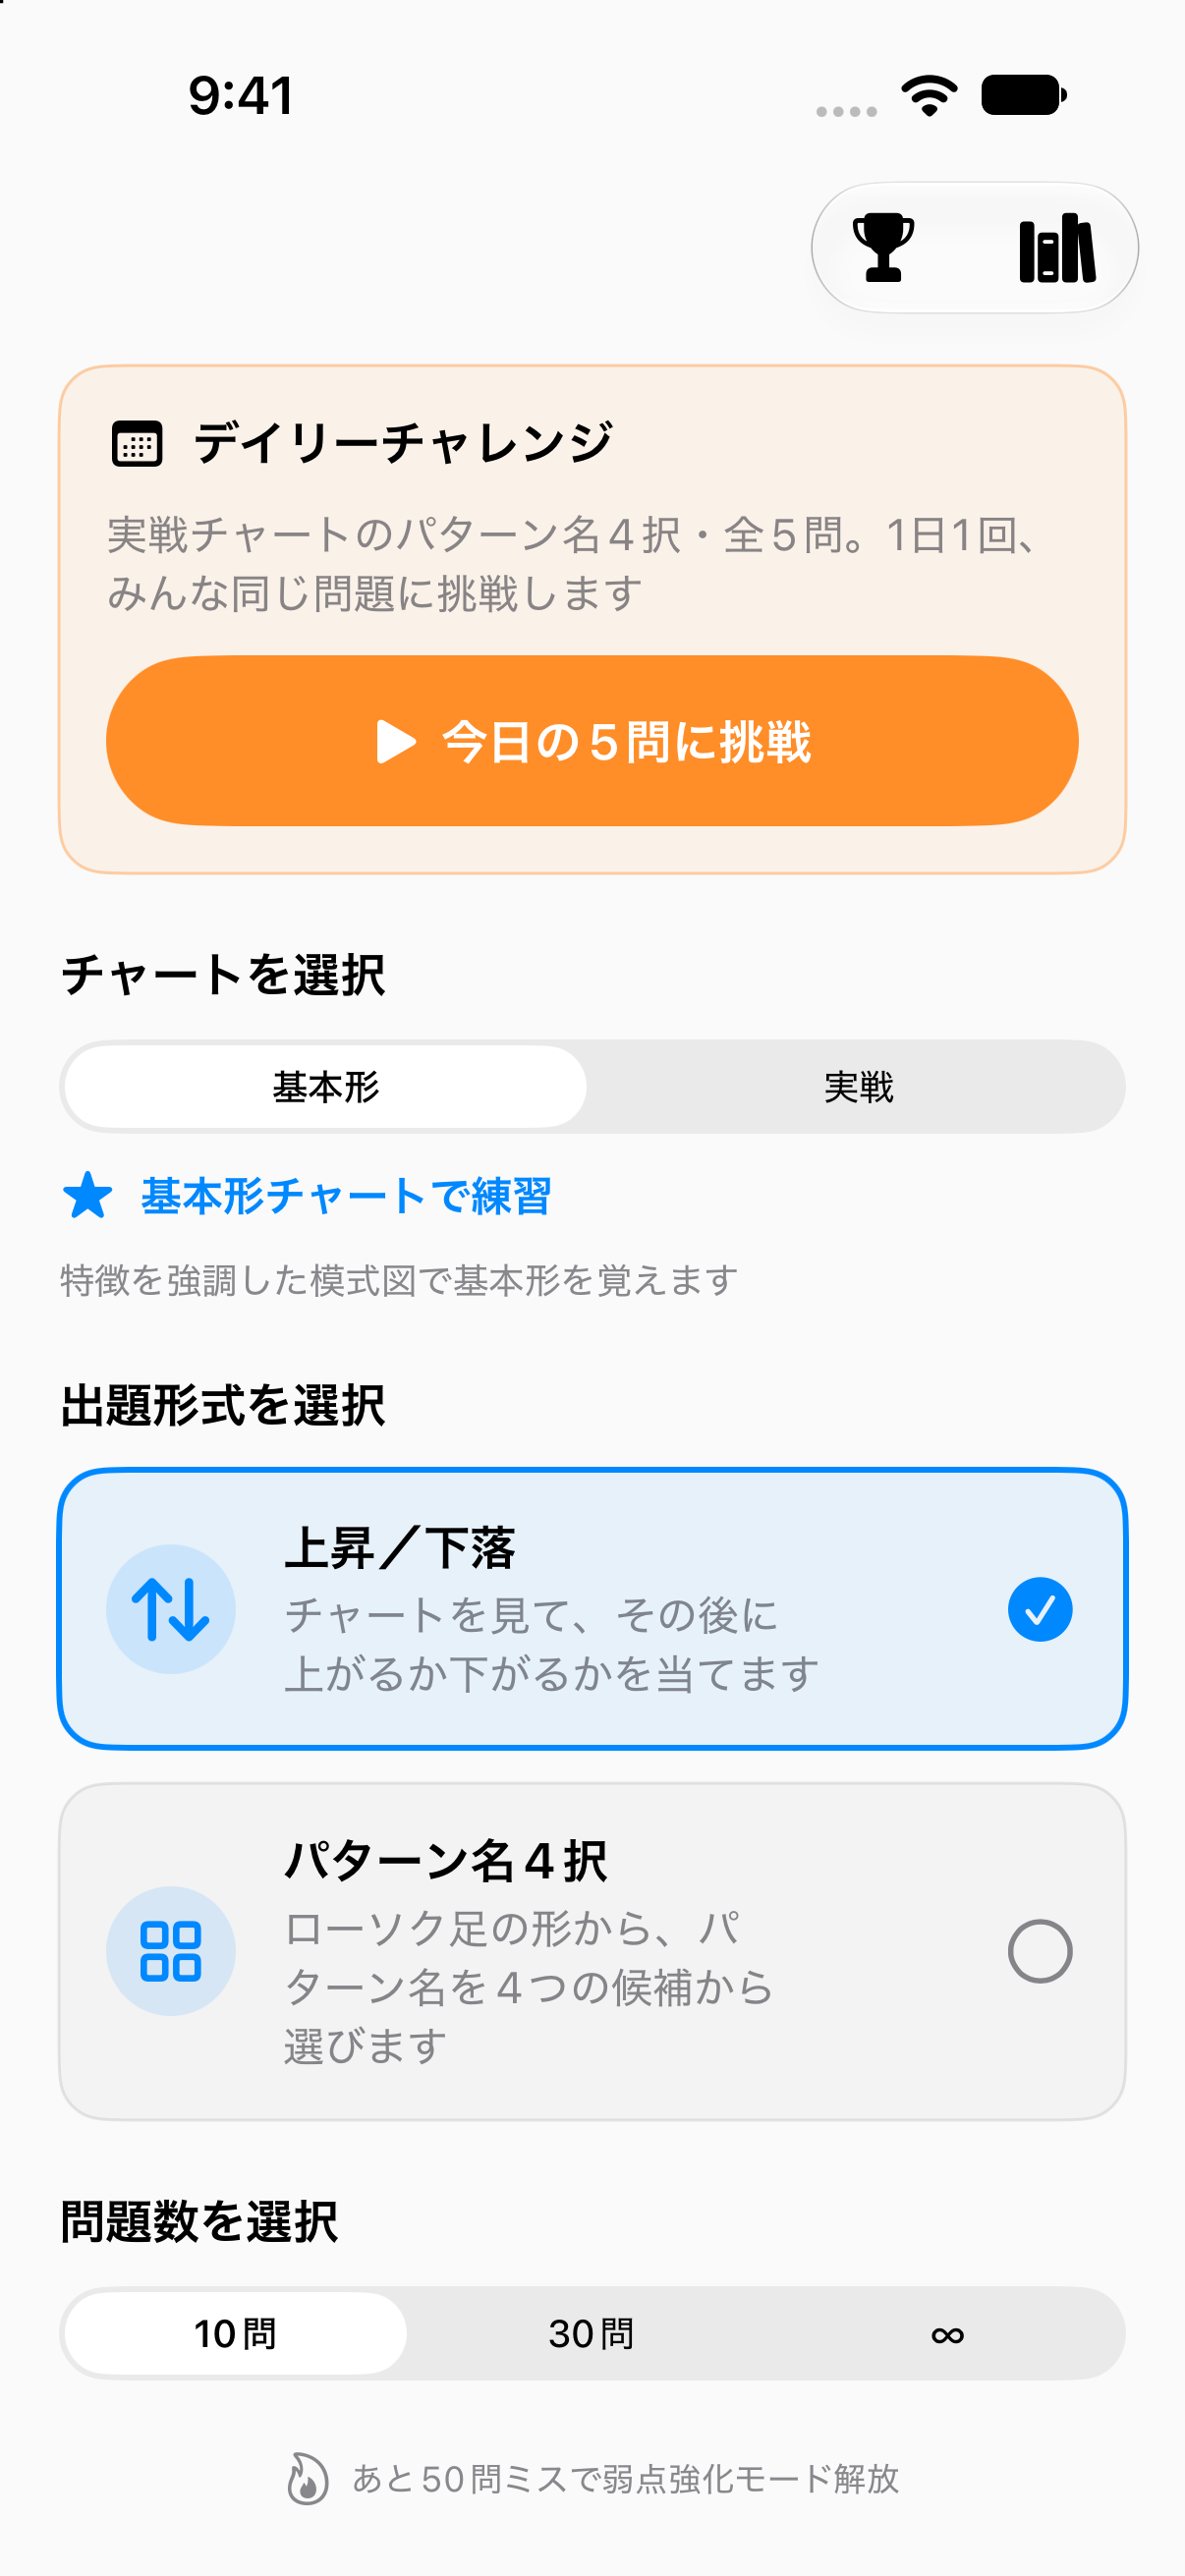 9:41
デイリーチャレンジ
実戦チャートのパターン名4択・全5問。1日1回、
みんな同じ問題に挑戦します
今日の5問に挑戦
チャートを選択
基本形 実戦
基本形チャートで練習
特徴を強調した模式図で基本形を覚えます
出題形式を選択
上昇／下落
チャートを見て、その後に
上がるか下がるかを当てます
パターン名4択
ローソク足の形から、パ
ターン名を4つの候補から
選びます
問題数を選択
10問 30問 ∞
あと50問ミスで弱点強化モード解放